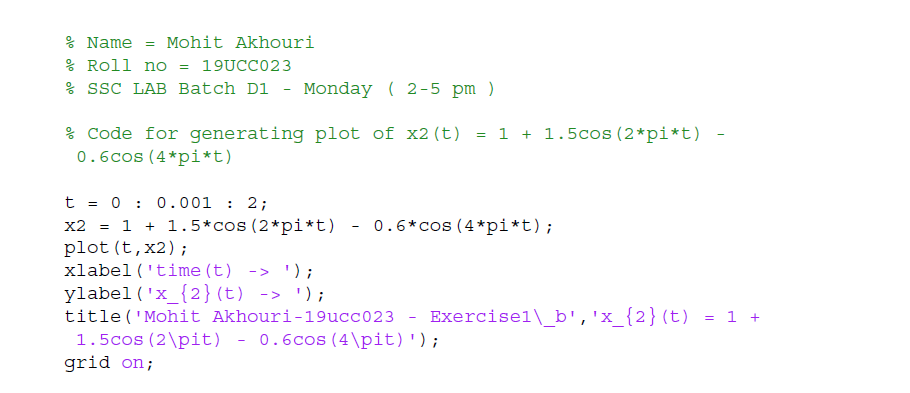 % Name = Mohit Akhouri
% Roll no = 19UCC023
% SSC LAB Batch D1 - Monday ( 2-5 pm )
% Code for generating plot of x2(t) = 1 + 1.5cos(2*pi*t) -
0.6cos(4*pi*t)
t = 0 : 0.001 : 2;
x2 = 1 + 1.5*cos(2*pi*t) - 0.6*cos(4*pi*t);
plot(t,x2);
xlabel('time(t) -> ');
ylabel('x_{2}(t) -> ');
title('Mohit Akhouri-19ucc023 - Exercise1\_b','x_{2}(t) = 1 +
1.5cos(2\pit) - 0.6cos(4\pit)');
grid on;